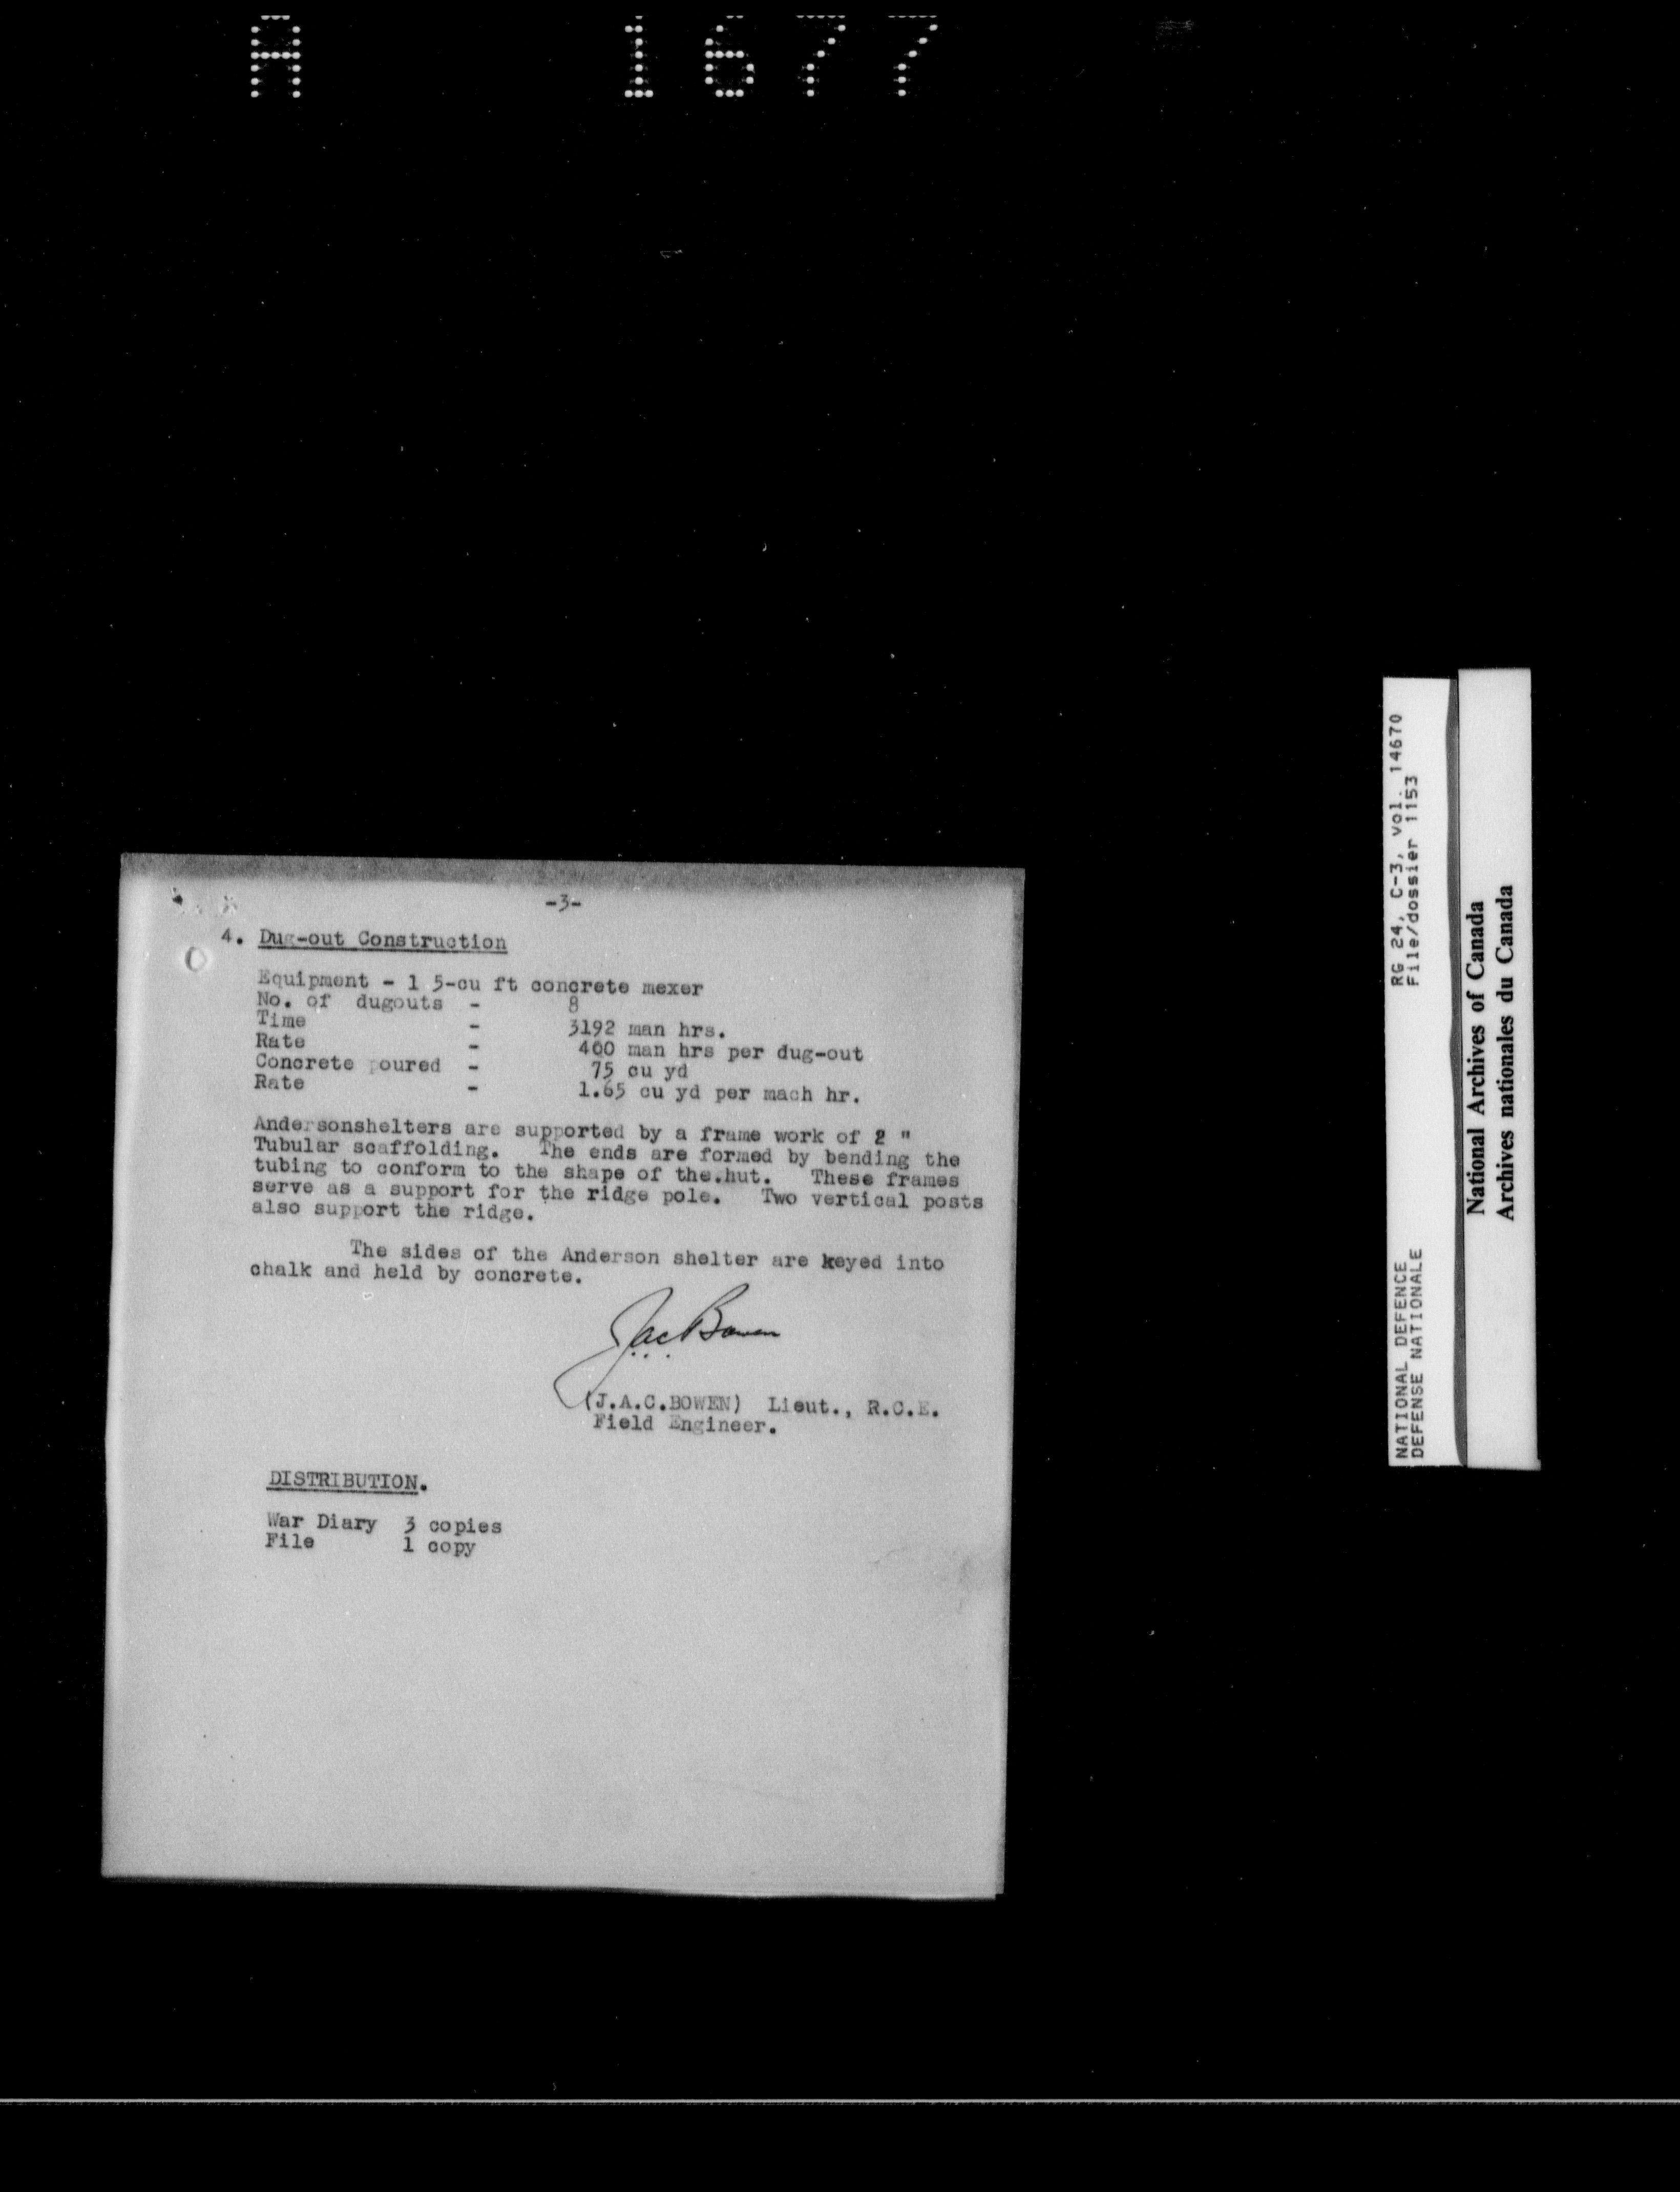 A 1677
-3-
4. Dug-out Construction
Equipment - 1 5-cu ft concrete mexer
No. of dugouts - 8
Time - 3192 man hrs.
Rate - 400 man hrs per dug-out
Concrete poured - 75 cu yd
Rate - 1.65 cu yd per mach hr.
Andersonshelters are supported by a frame work of 2 "
Tubular scaffolding. The ends are formed by bending the
tubing to conform to the shape of the.hut. These frames
serve as a support for the ridge pole. Two vertical posts
also support the ridge.
The sides of the Anderson shelter are keyed into
chalk and held by concrete.
JacBowen
(J.A.C.BOWEN) Lieut., R.C.E.
Field Engineer.
DISTRIBUTION.
War Diary 3 copies
File 1 copy
NATIONAL DEFENCE RG 24, C-3, vol. 14670
DEFENSE NATIONALE File/dossier 1153
National Archives of Canada
Archives nationales du Canada